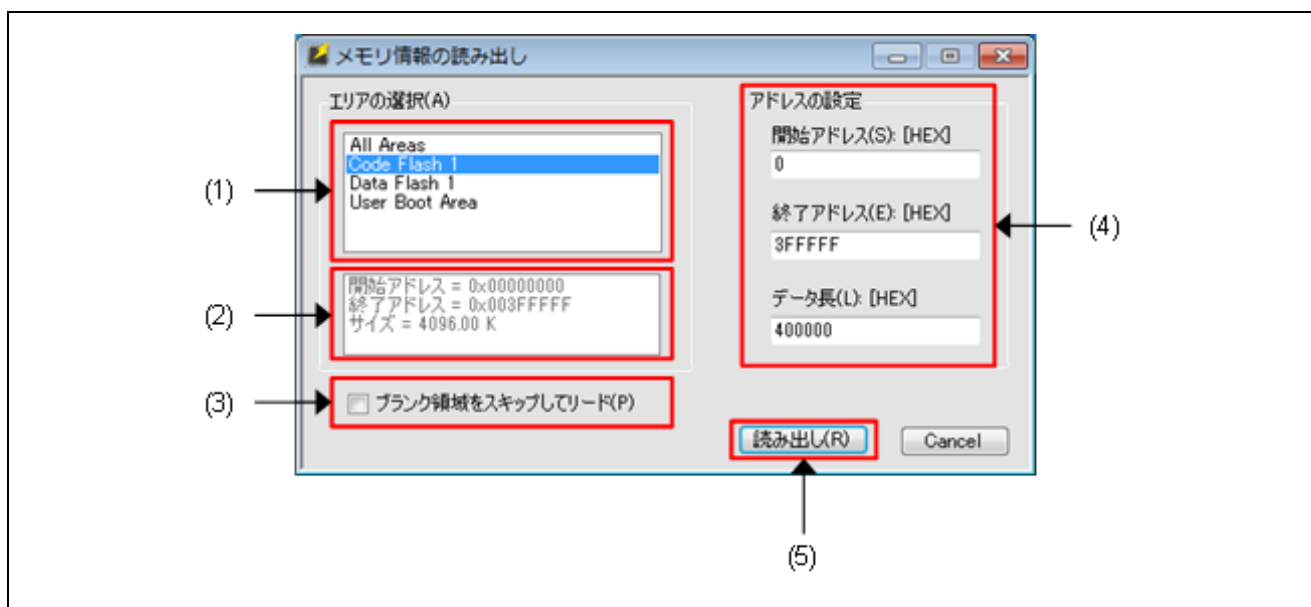 メモリ情報の読み出し
エリアの選択(A)
All Areas
Code Flash 1
Data Flash 1
User Boot Area
(1)
開始アドレス = 0x00000000
終了アドレス = 0x003FFFFF
サイズ = 4096.00 K
(2)
ブランク領域をスキップしてリード(P)
(3)
アドレスの設定
開始アドレス(S): [HEX]
0
終了アドレス(E): [HEX]
3FFFFF
データ長(L): [HEX]
400000
(4)
読み出し(R)
Cancel
(5)